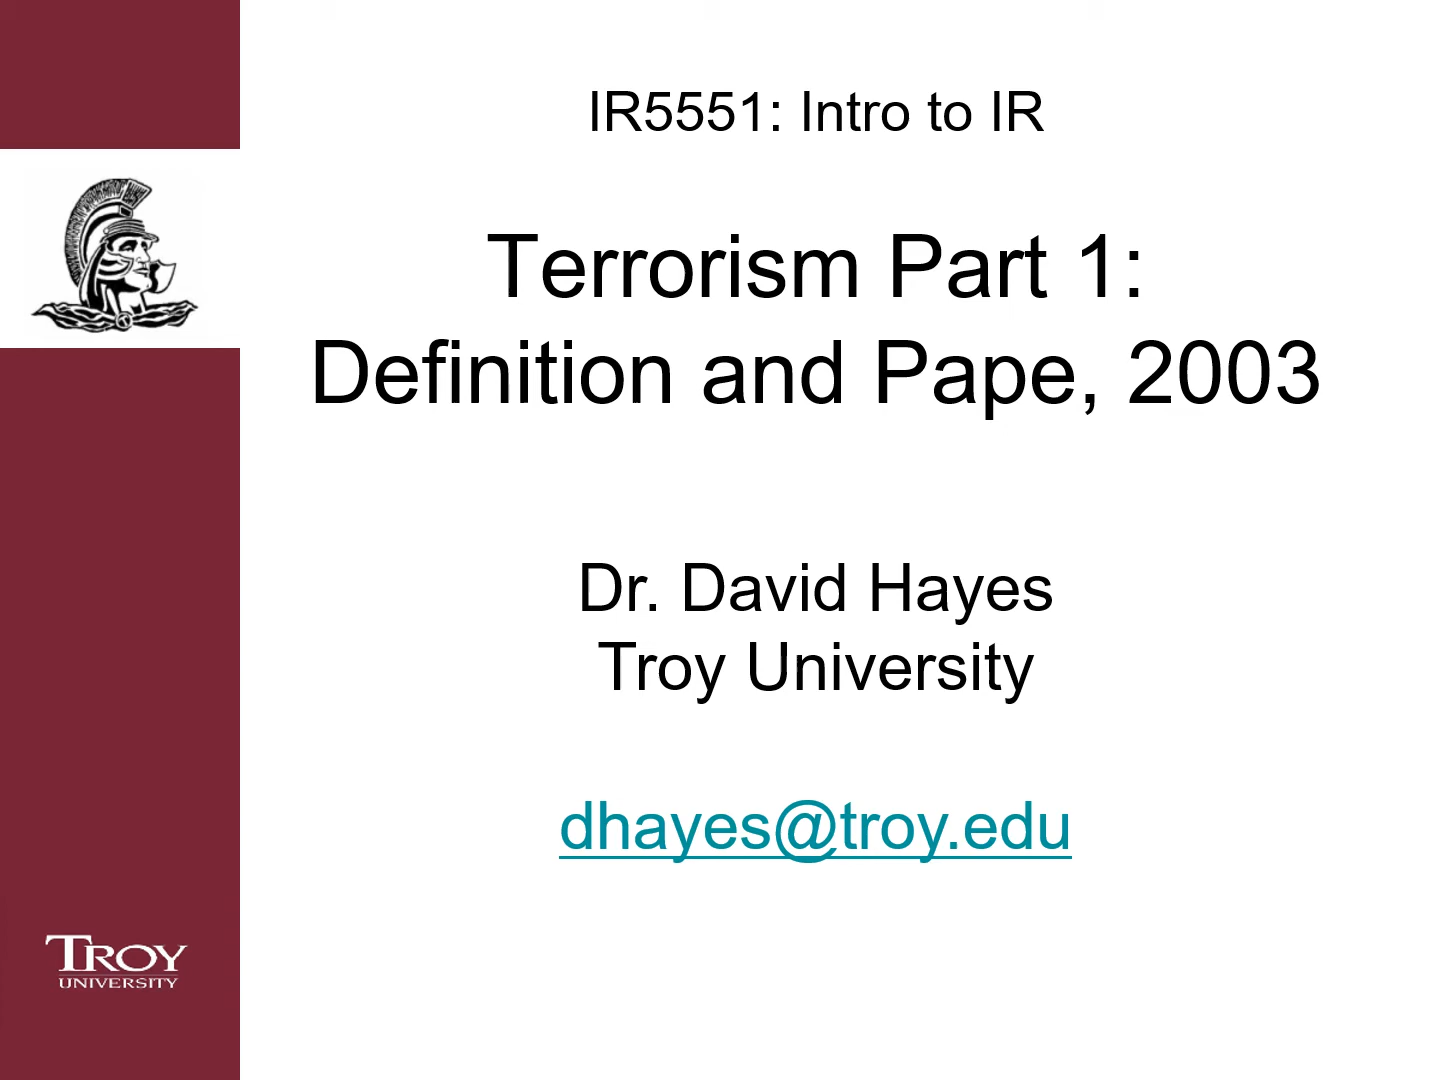 IR5551: Intro to IR
Terrorism Part 1:
Definition and Pape, 2003
Dr. David Hayes
Troy University
dhayes@troy.edu
TROY
UNIVERSITY